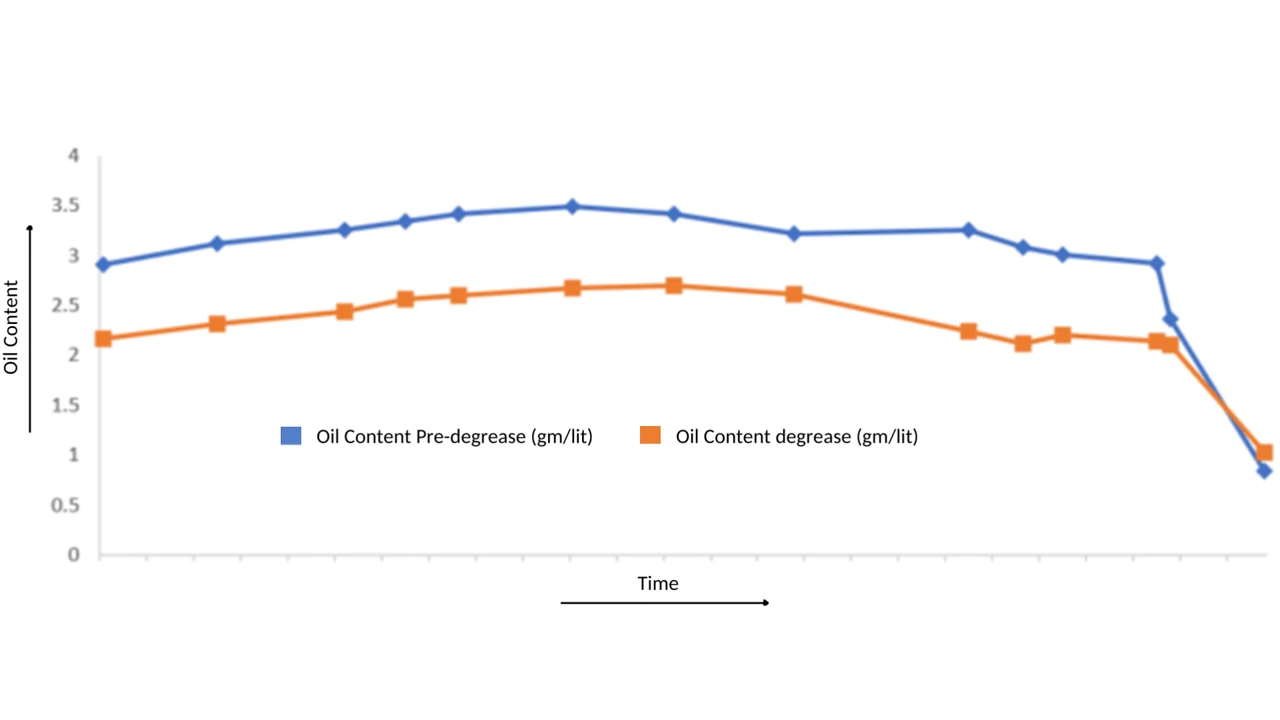 4
3.5
3
2.5
2
1.5
1
0.5
0
Oil Content
Oil Content Pre-degrease (gm/lit)
Oil Content degrease (gm/lit)
Time